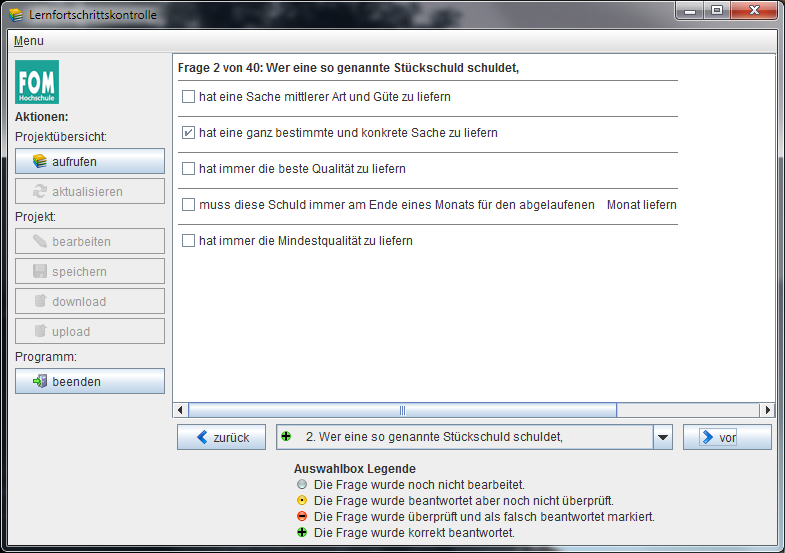 Lernfortschrittskontrolle
Menu
FOM
Hochschule
Aktionen:
Projektübersicht:
aufrufen
aktualisieren
Projekt:
bearbeiten
speichern
download
upload
Programm:
beenden
Frage 2 von 40: Wer eine so genannte Stückschuld schuldet,
hat eine Sache mittlerer Art und Güte zu liefern
hat eine ganz bestimmte und konkrete Sache zu liefern
hat immer die beste Qualität zu liefern
muss diese Schuld immer am Ende eines Monats für den abgelaufenen Monat liefern
hat immer die Mindestqualität zu liefern
zurück
2. Wer eine so genannte Stückschuld schuldet,
vor
Auswahlbox Legende
Die Frage wurde noch nicht bearbeitet.
Die Frage wurde beantwortet aber noch nicht überprüft.
Die Frage wurde überprüft und als falsch beantwortet markiert.
Die Frage wurde korrekt beantwortet.